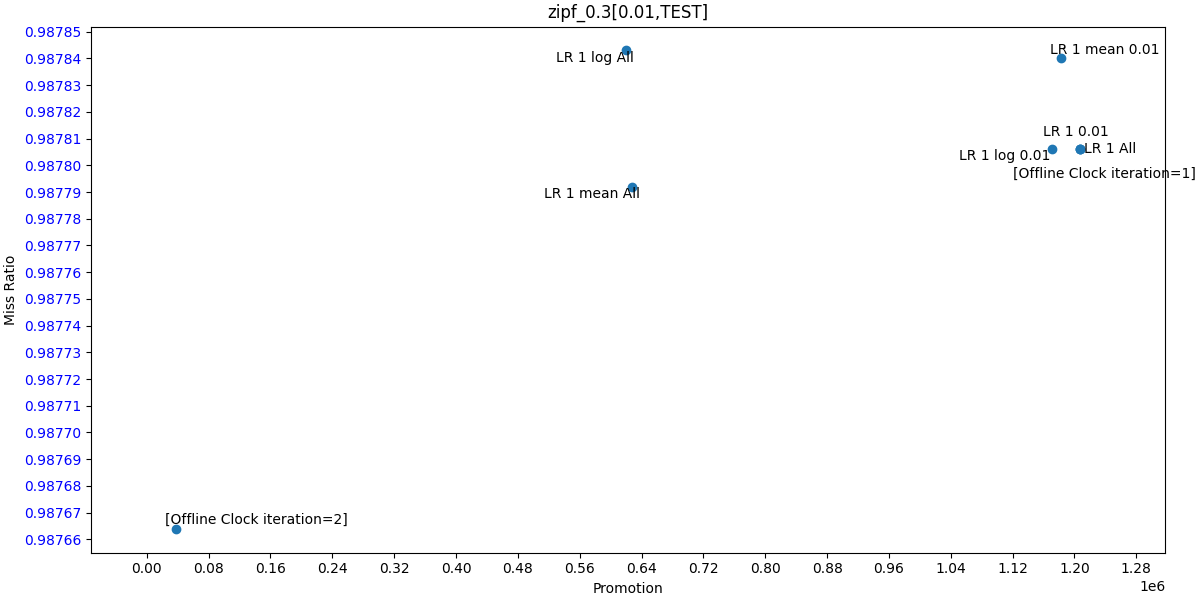 zipf_0.3[0.01,TEST]
0.98785
0.98784
0.98783
0.98782
0.98781
0.98780
0.98779
0.98778
0.98777
0.98776
0.98775
0.98774
0.98773
0.98772
0.98771
0.98770
0.98769
0.98768
0.98767
0.98766
Miss Ratio
LR 1 log All
LR 1 mean 0.01
LR 1 0.01
LR 1 All
LR 1 log 0.01
[Offline Clock iteration=1]
LR 1 mean All
[Offline Clock iteration=2]
0.00 0.08 0.16 0.24 0.32 0.40 0.48 0.56 0.64 0.72 0.80 0.88 0.96 1.04 1.12 1.20 1.28
1e6
Promotion